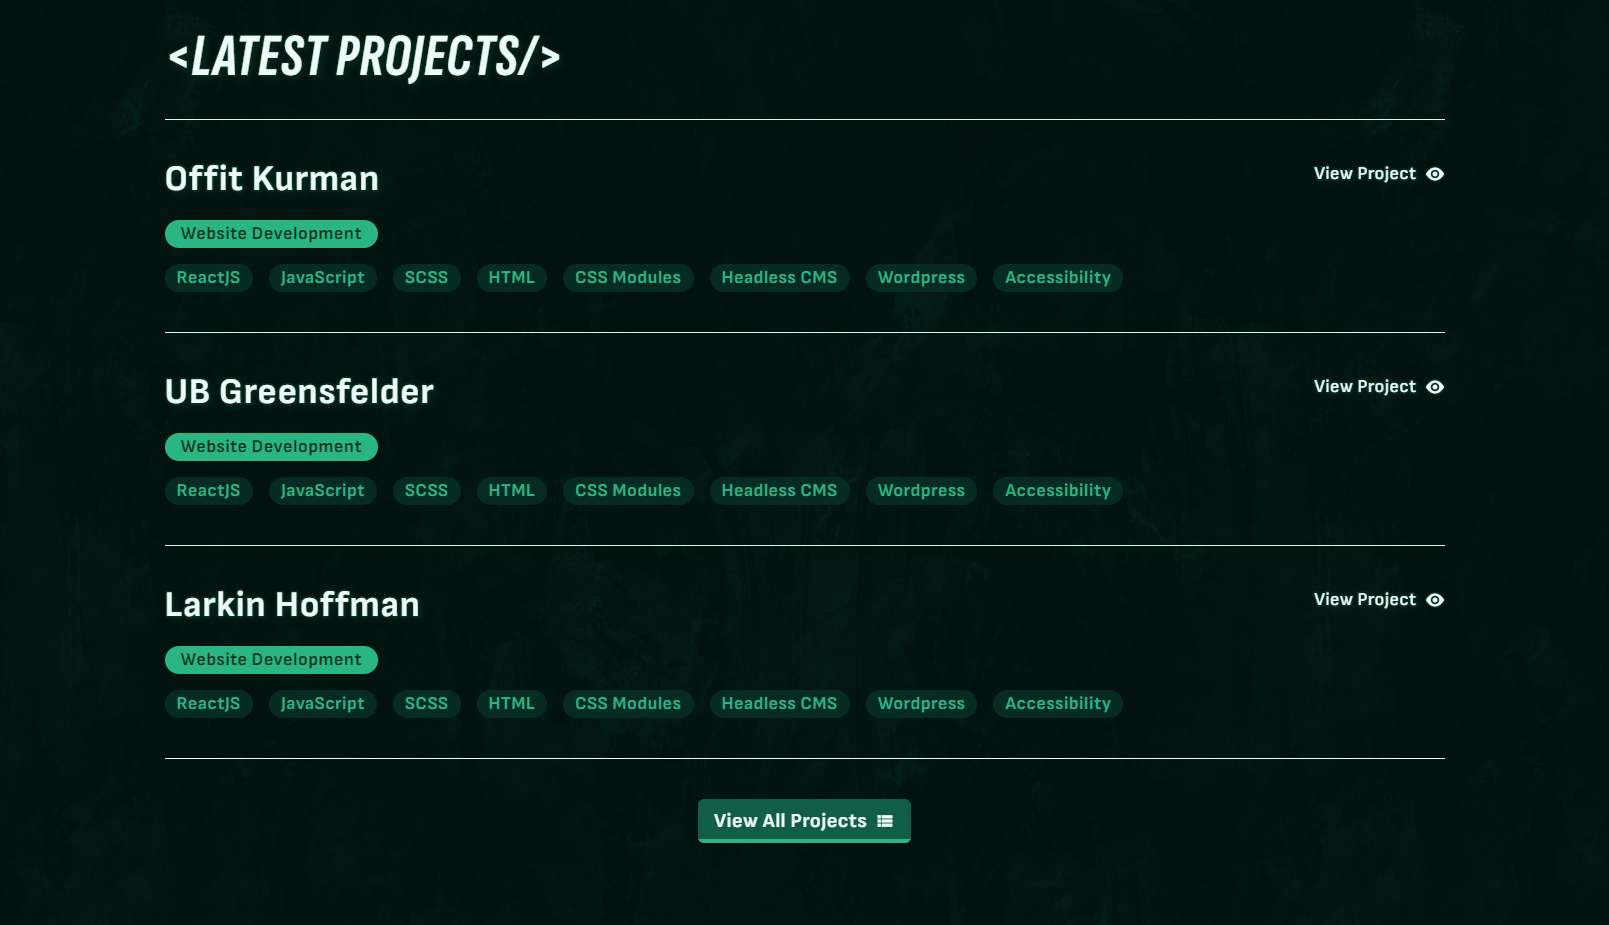 <LATEST PROJECTS/>
Offit Kurman
View Project
Website Development
ReactJS JavaScript SCSS HTML CSS Modules Headless CMS Wordpress Accessibility
UB Greensfelder
View Project
Website Development
ReactJS JavaScript SCSS HTML CSS Modules Headless CMS Wordpress Accessibility
Larkin Hoffman
View Project
Website Development
ReactJS JavaScript SCSS HTML CSS Modules Headless CMS Wordpress Accessibility
View All Projects